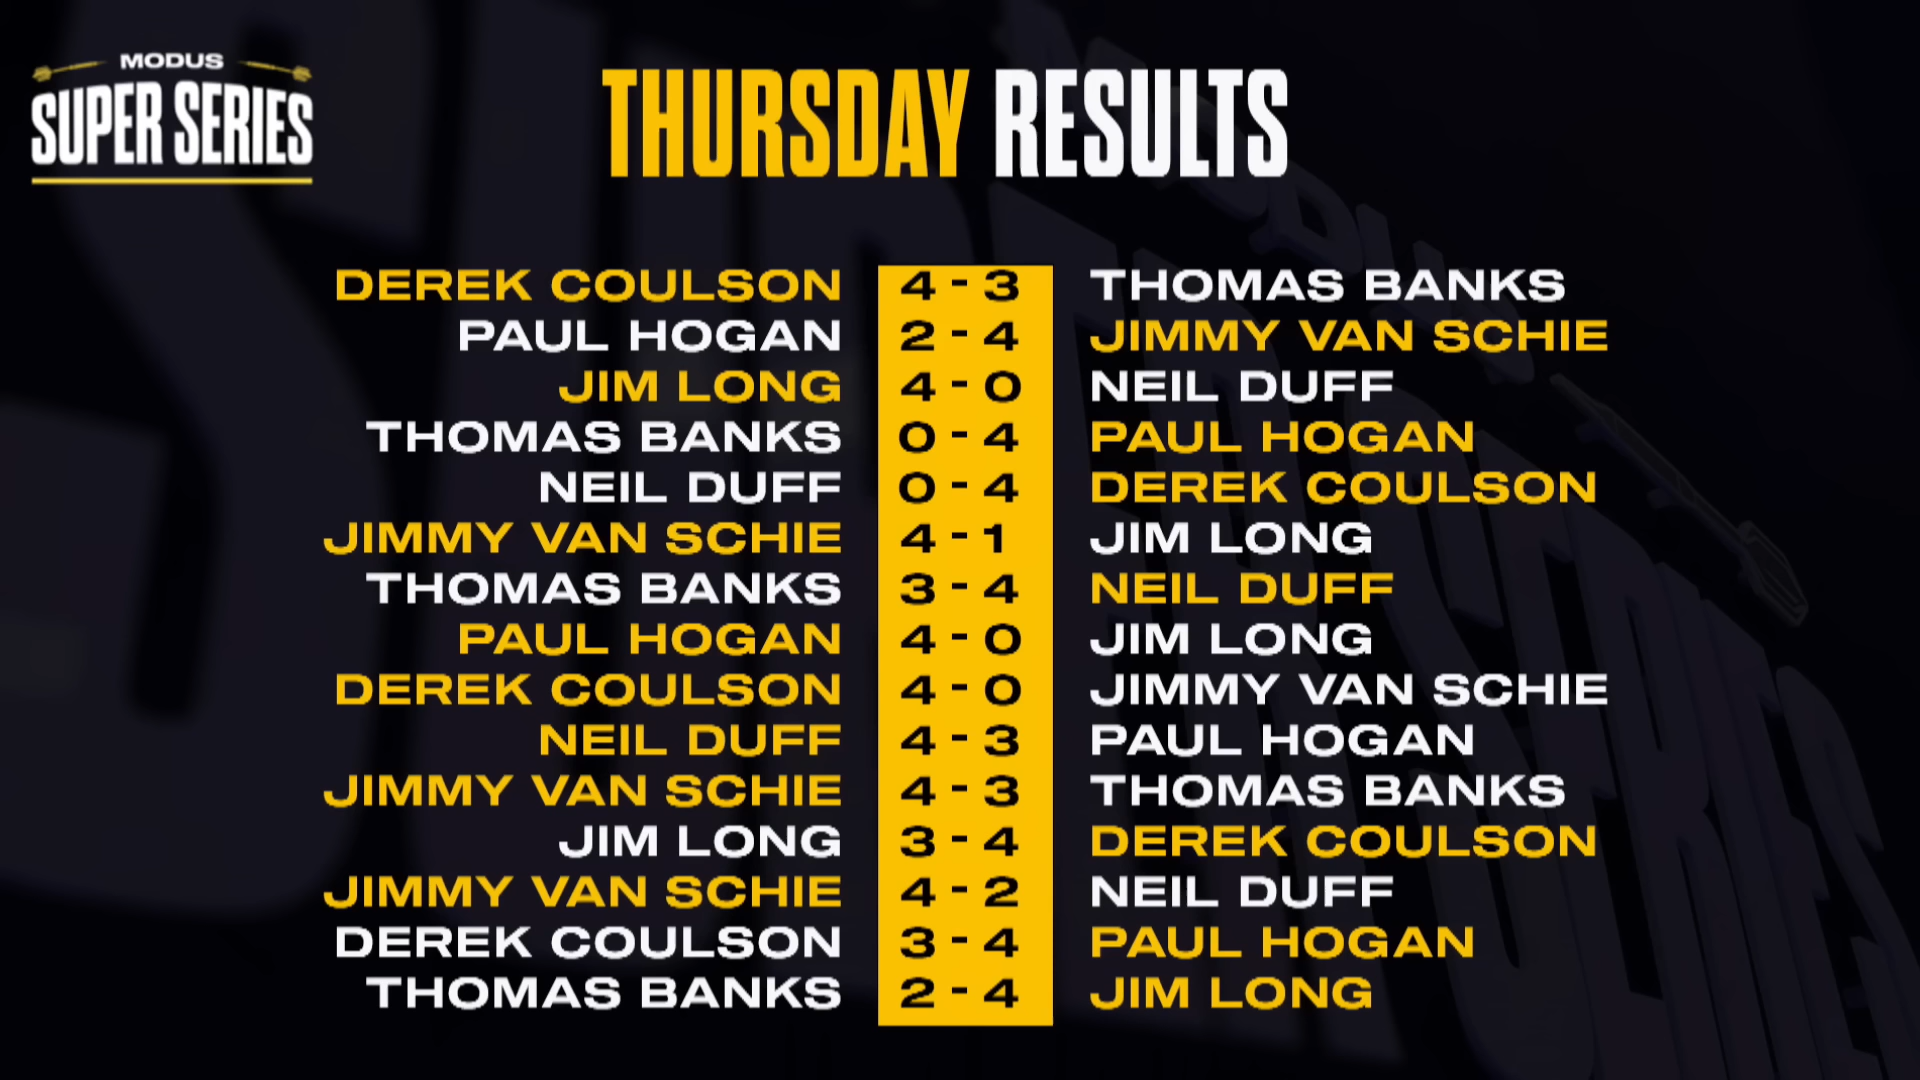 MODUS
SUPER SERIES
THURSDAY RESULTS
DEREK COULSON 4 - 3 THOMAS BANKS
PAUL HOGAN 2 - 4 JIMMY VAN SCHIE
JIM LONG 4 - 0 NEIL DUFF
THOMAS BANKS 0 - 4 PAUL HOGAN
NEIL DUFF 0 - 4 DEREK COULSON
JIMMY VAN SCHIE 4 - 1 JIM LONG
THOMAS BANKS 3 - 4 NEIL DUFF
PAUL HOGAN 4 - 0 JIM LONG
DEREK COULSON 4 - 0 JIMMY VAN SCHIE
NEIL DUFF 4 - 3 PAUL HOGAN
JIMMY VAN SCHIE 4 - 3 THOMAS BANKS
JIM LONG 3 - 4 DEREK COULSON
JIMMY VAN SCHIE 4 - 2 NEIL DUFF
DEREK COULSON 3 - 4 PAUL HOGAN
THOMAS BANKS 2 - 4 JIM LONG